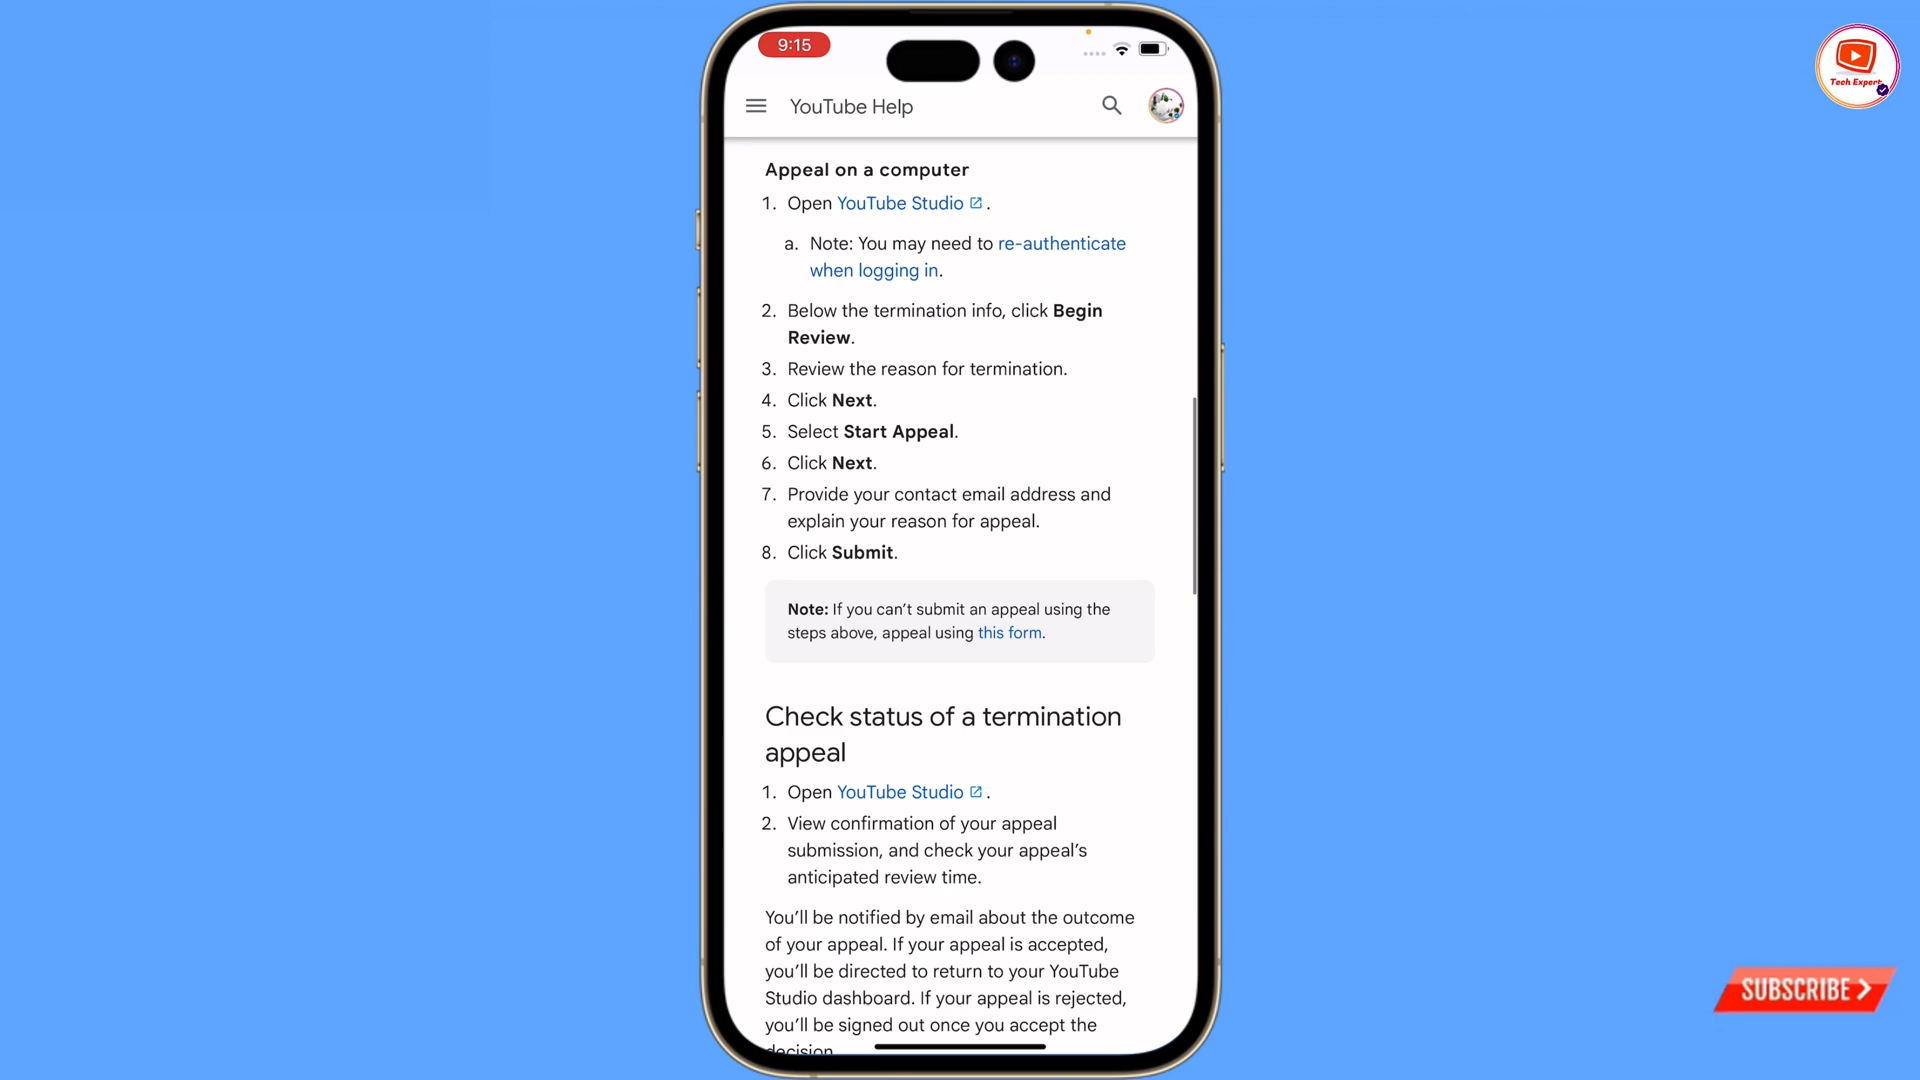 9:15
Tech Expert
YouTube Help
Appeal on a computer
1. Open YouTube Studio .
a. Note: You may need to re-authenticate
when logging in.
2. Below the termination info, click Begin
Review.
3. Review the reason for termination.
4. Click Next.
5. Select Start Appeal.
6. Click Next.
7. Provide your contact email address and
explain your reason for appeal.
8. Click Submit.
Note: If you can’t submit an appeal using the
steps above, appeal using this form.
Check status of a termination
appeal
1. Open YouTube Studio .
2. View confirmation of your appeal
submission, and check your appeal’s
anticipated review time.
You’ll be notified by email about the outcome
of your appeal. If your appeal is accepted,
you’ll be directed to return to your YouTube
Studio dashboard. If your appeal is rejected,
you’ll be signed out once you accept the
decision.
SUBSCRIBE